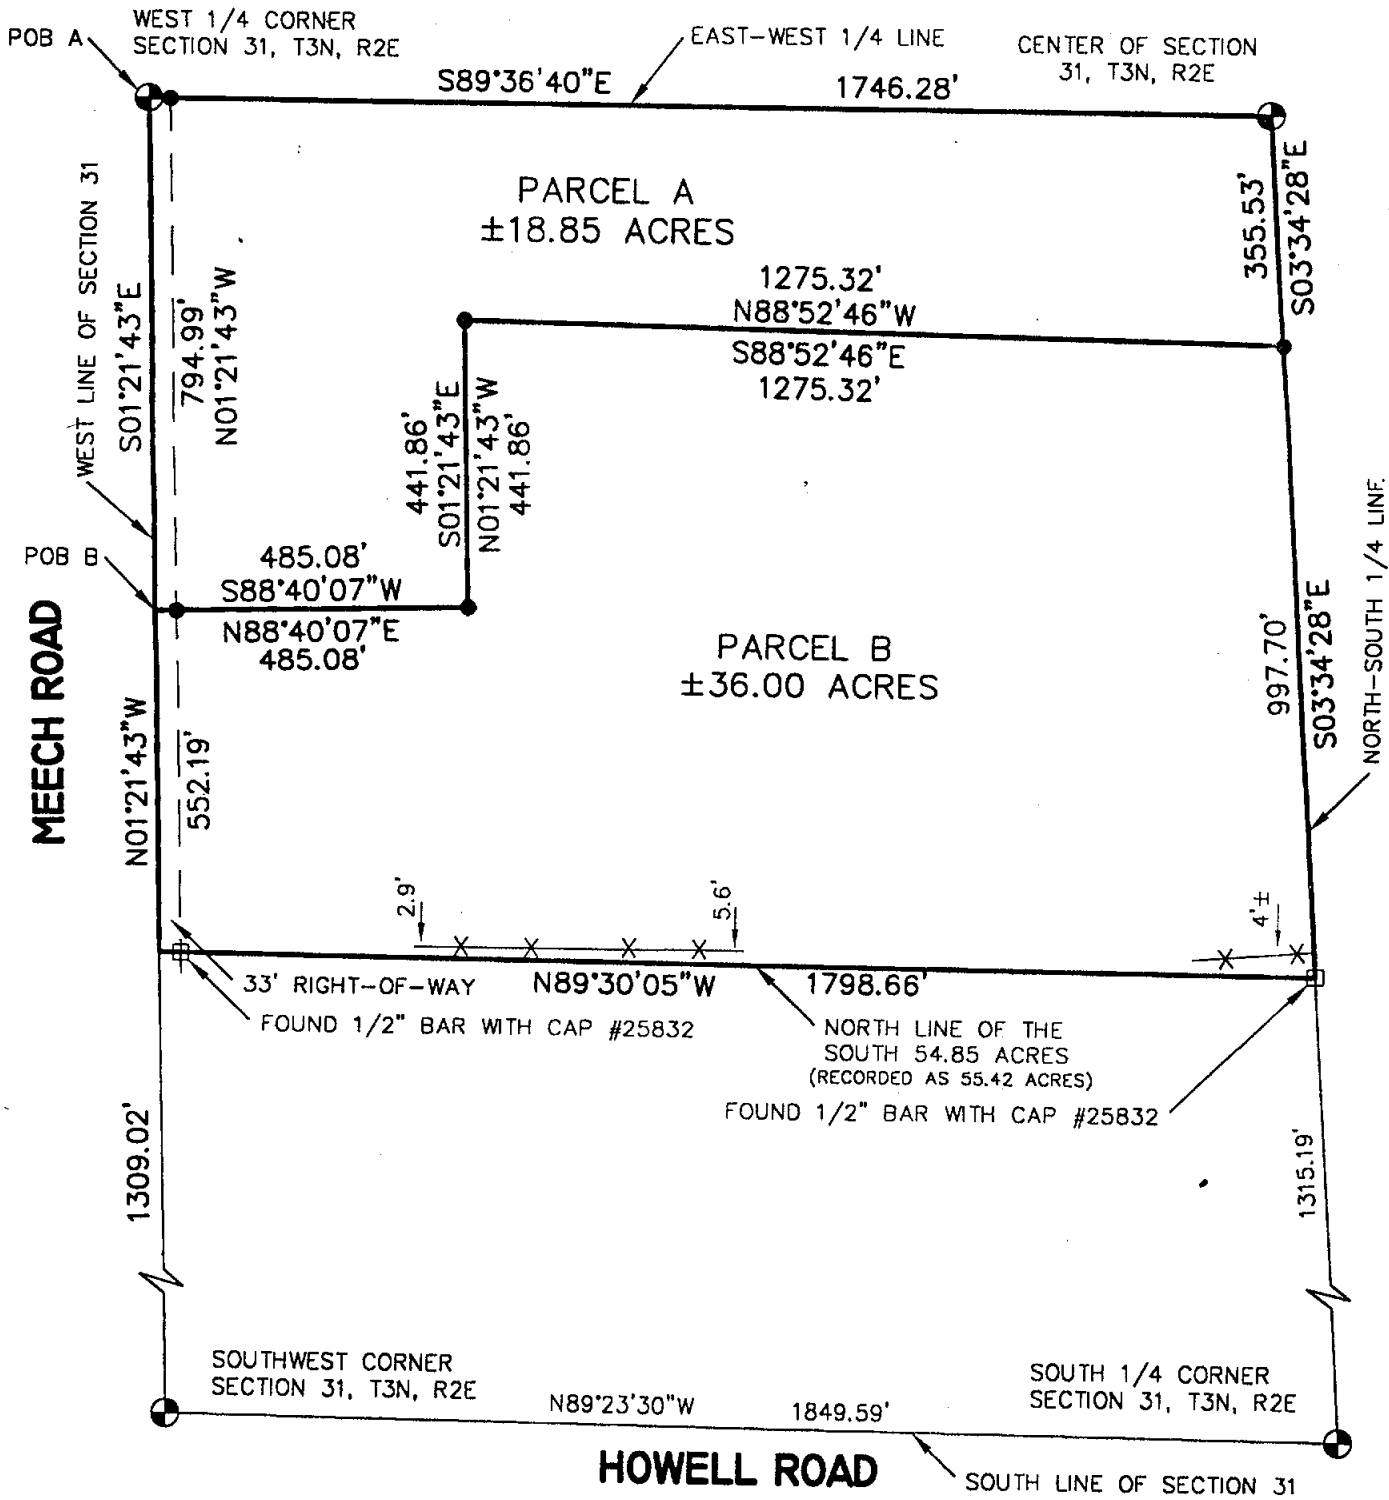 POB A
WEST 1/4 CORNER
SECTION 31, T3N, R2E
EAST-WEST 1/4 LINE
CENTER OF SECTION
31, T3N, R2E
S89°36'40"E
1746.28'
WEST LINE OF SECTION 31
S01°21'43"E
794.99'
N01°21'43"W
PARCEL A
±18.85 ACRES
355.53'
S03°34'28"E
1275.32'
N88°52'46"W
S88°52'46"E
1275.32'
441.86'
S01°21'43"E
N01°21'43"W
441.86'
POB B
485.08'
S88°40'07"W
N88°40'07"E
485.08'
MEECH ROAD
PARCEL B
±36.00 ACRES
997.70'
S03°34'28"E
NORTH-SOUTH 1/4 LINE
N01°21'43"W
552.19'
2.9'
5.6'
4'±
33' RIGHT-OF-WAY
N89°30'05"W
1798.66'
FOUND 1/2" BAR WITH CAP #25832
NORTH LINE OF THE
SOUTH 54.85 ACRES
(RECORDED AS 55.42 ACRES)
FOUND 1/2" BAR WITH CAP #25832
1309.02'
1315.19'
SOUTHWEST CORNER
SECTION 31, T3N, R2E
SOUTH 1/4 CORNER
SECTION 31, T3N, R2E
N89°23'30"W
1849.59'
HOWELL ROAD
SOUTH LINE OF SECTION 31